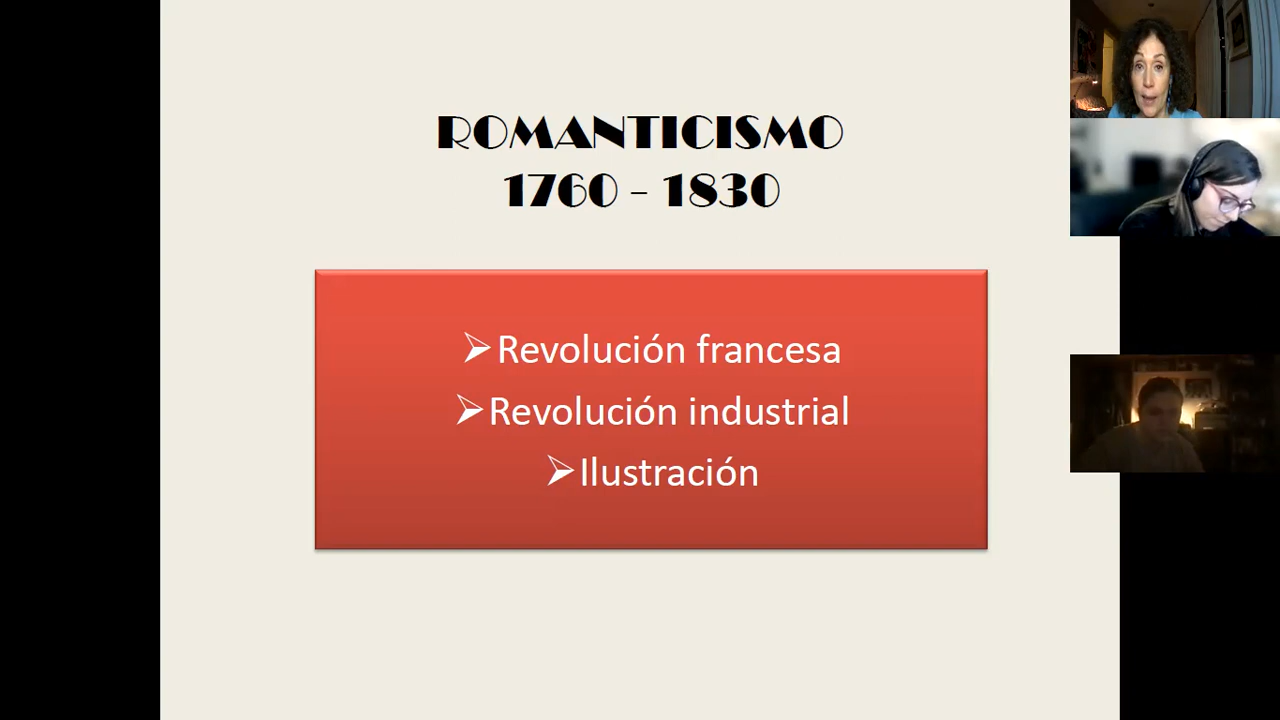 ROMANTICISMO
1760 - 1830
➢Revolución francesa
➢Revolución industrial
➢Ilustración